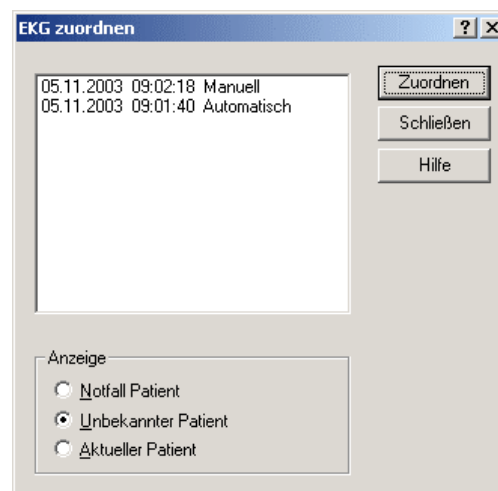 EKG zuordnen
05.11.2003 09:02:18 Manuell
05.11.2003 09:01:40 Automatisch
Zuordnen
Schließen
Hilfe
Anzeige
Notfall Patient
Unbekannter Patient
Aktueller Patient